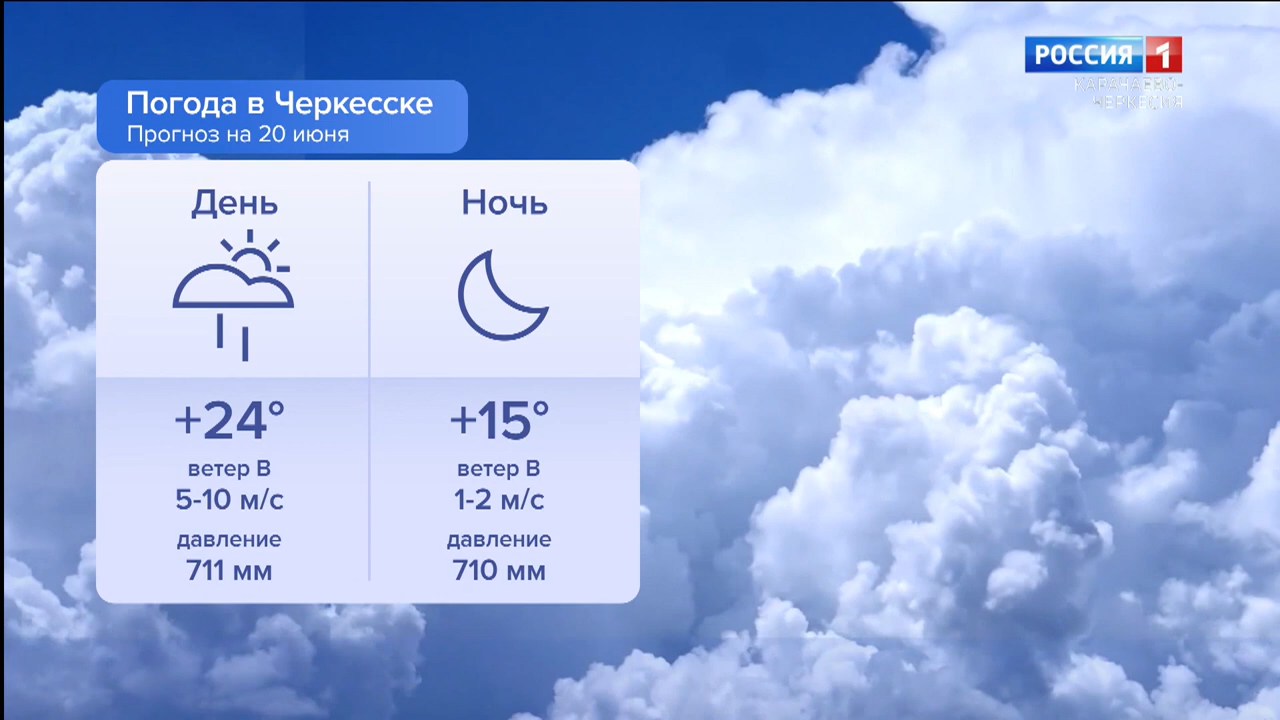 РОССИЯ 1
КАРАЧАЕВО-
ЧЕРКЕСИЯ
Погода в Черкесске
Прогноз на 20 июня
День
Ночь
+24°
+15°
ветер В
ветер В
5-10 м/с
1-2 м/с
давление
давление
711 мм
710 мм